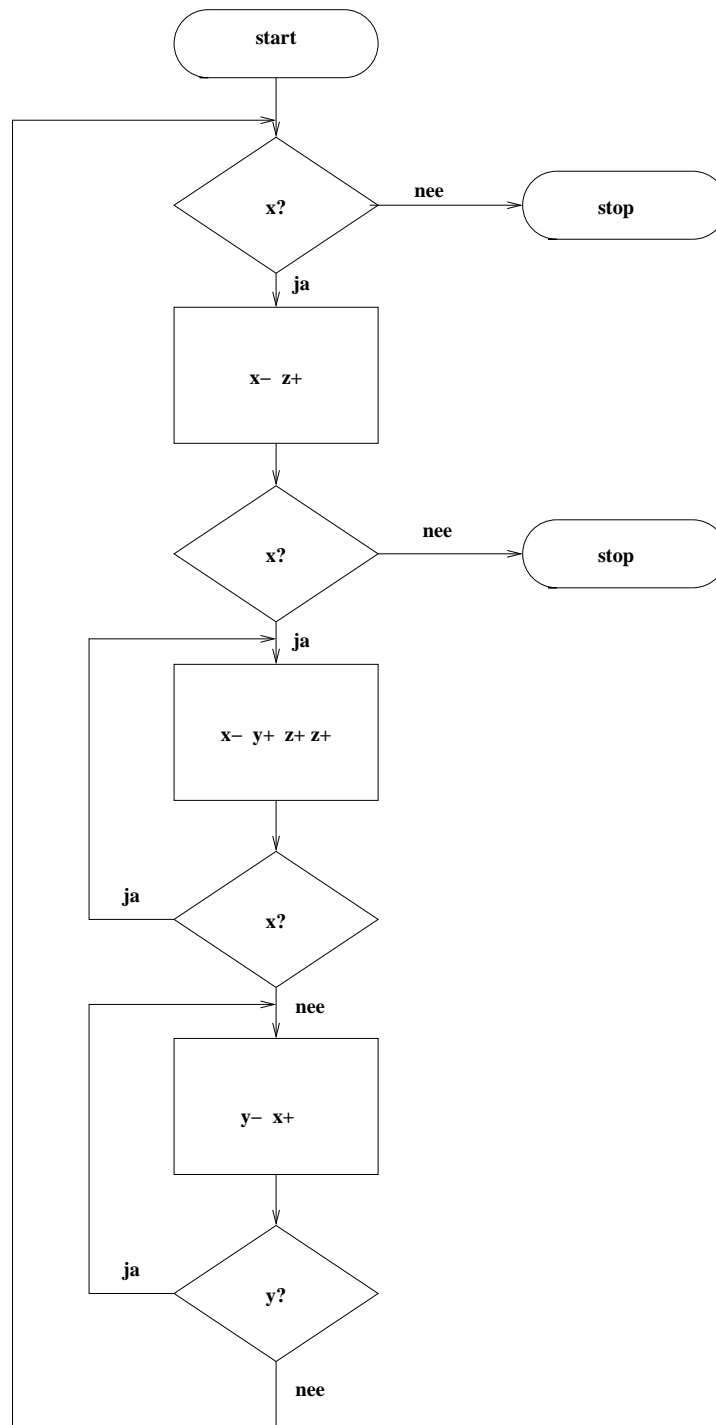 start
x?
nee
stop
ja
x– z+
x?
nee
stop
ja
x– y+ z+ z+
ja
x?
nee
y– x+
ja
y?
nee